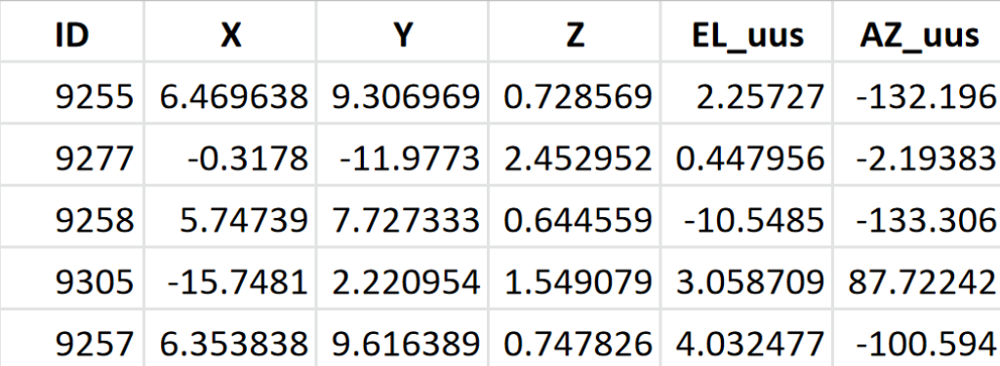 ID X Y Z EL_uus AZ_uus
9255 6.469638 9.306969 0.728569 2.25727 -132.196
9277 -0.3178 -11.9773 2.452952 0.447956 -2.19383
9258 5.74739 7.727333 0.644559 -10.5485 -133.306
9305 -15.7481 2.220954 1.549079 3.058709 87.72242
9257 6.353838 9.616389 0.747826 4.032477 -100.594